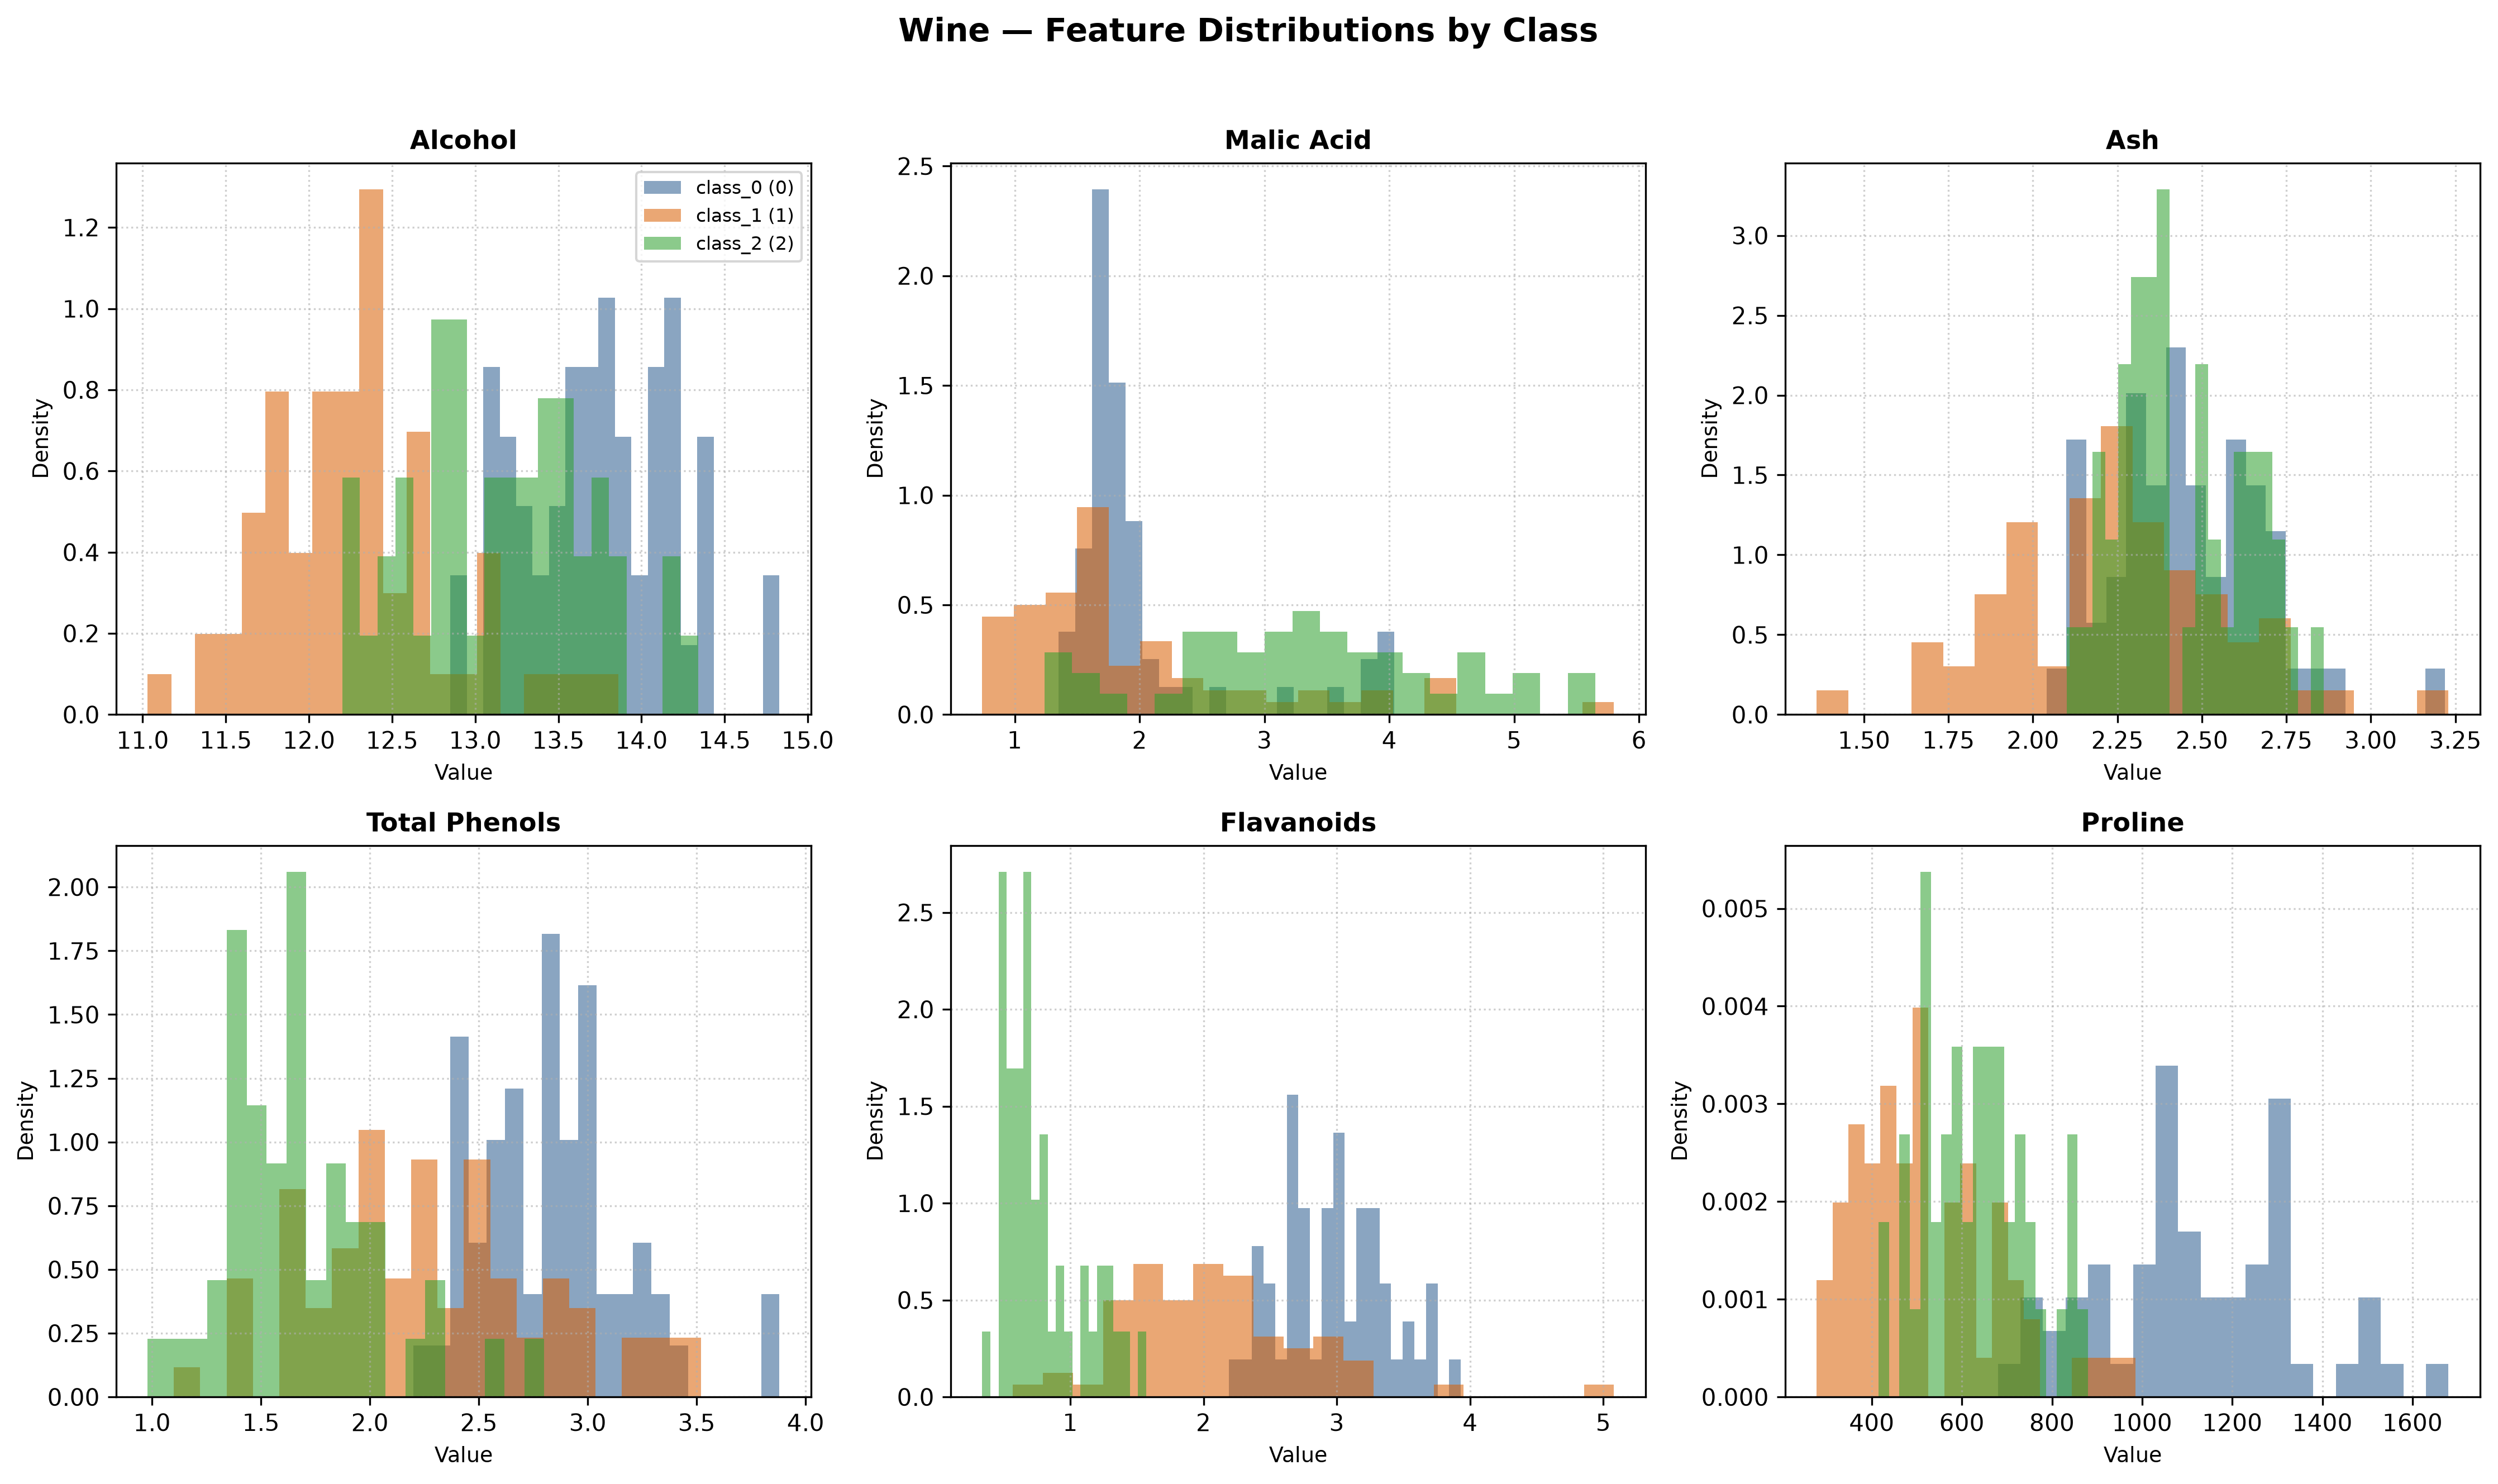 Wine — Feature Distributions by Class
Alcohol
class_0 (0)
class_1 (1)
class_2 (2)
Density
0.0
0.2
0.4
0.6
0.8
1.0
1.2
11.0 11.5 12.0 12.5 13.0 13.5 14.0 14.5 15.0
Value
Malic Acid
Density
0.0
0.5
1.0
1.5
2.0
2.5
1 2 3 4 5 6
Value
Ash
Density
0.0
0.5
1.0
1.5
2.0
2.5
3.0
1.50 1.75 2.00 2.25 2.50 2.75 3.00 3.25
Value
Total Phenols
Density
0.00
0.25
0.50
0.75
1.00
1.25
1.50
1.75
2.00
1.0 1.5 2.0 2.5 3.0 3.5 4.0
Value
Flavanoids
Density
0.0
0.5
1.0
1.5
2.0
2.5
1 2 3 4 5
Value
Proline
Density
0.000
0.001
0.002
0.003
0.004
0.005
400 600 800 1000 1200 1400 1600
Value